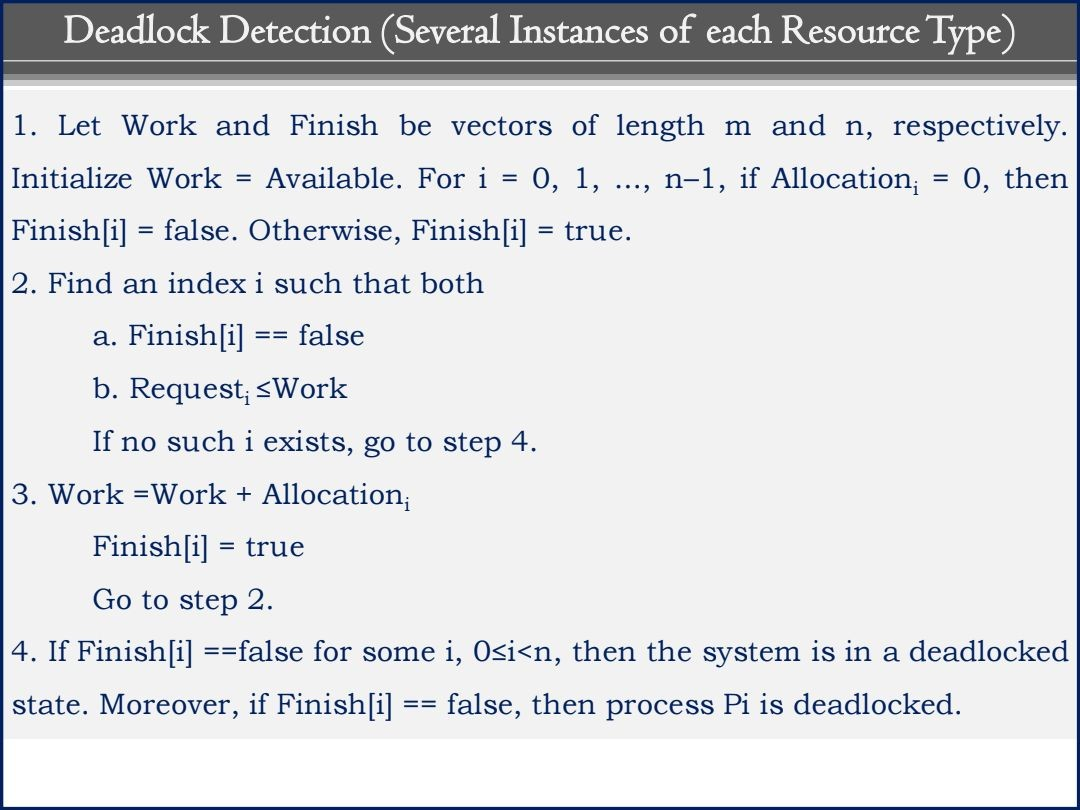 Deadlock Detection (Several Instances of each Resource Type)
1. Let Work and Finish be vectors of length m and n, respectively.
Initialize Work = Available. For i = 0, 1, ..., n–1, if Allocationᵢ = 0, then
Finish[i] = false. Otherwise, Finish[i] = true.
2. Find an index i such that both
a. Finish[i] == false
b. Requestᵢ ≤Work
If no such i exists, go to step 4.
3. Work =Work + Allocationᵢ
Finish[i] = true
Go to step 2.
4. If Finish[i] ==false for some i, 0≤i<n, then the system is in a deadlocked
state. Moreover, if Finish[i] == false, then process Pi is deadlocked.